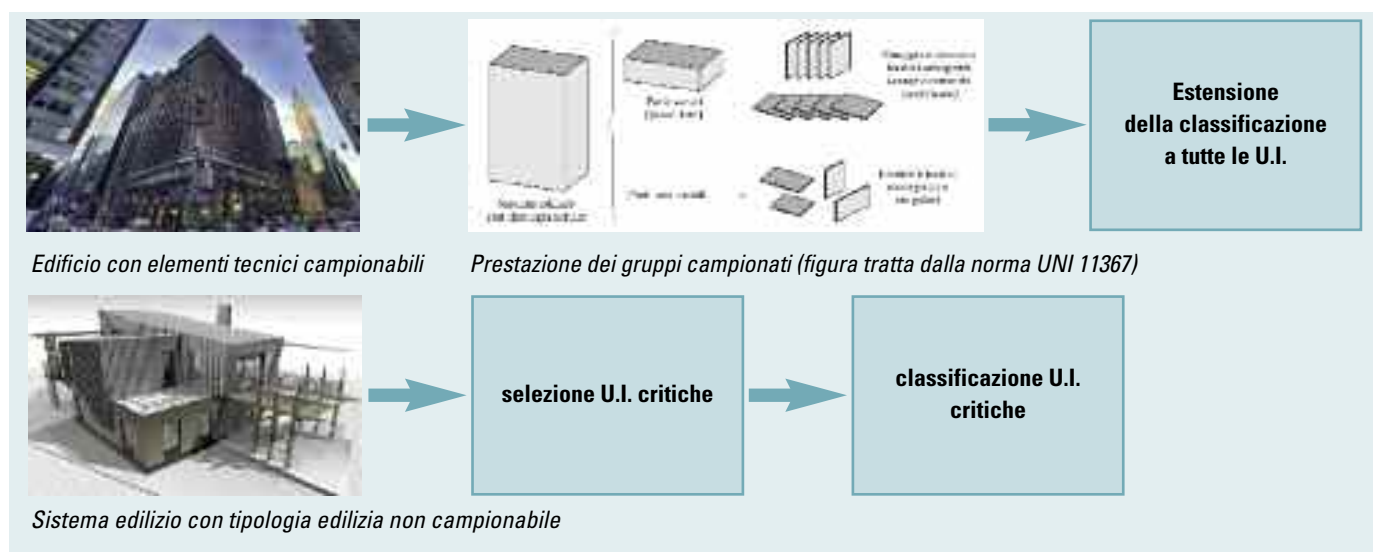 Estensione
della classificazione
a tutte le U.I.
Edificio con elementi tecnici campionabili
Prestazione dei gruppi campionati (figura tratta dalla norma UNI 11367)
selezione U.I. critiche
classificazione U.I.
critiche
Sistema edilizio con tipologia edilizia non campionabile